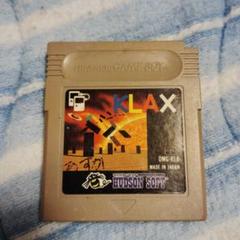 Nintendo GAME BOY
KLAX
DMG-KLA
MADE IN JAPAN
HUDSON SOFT